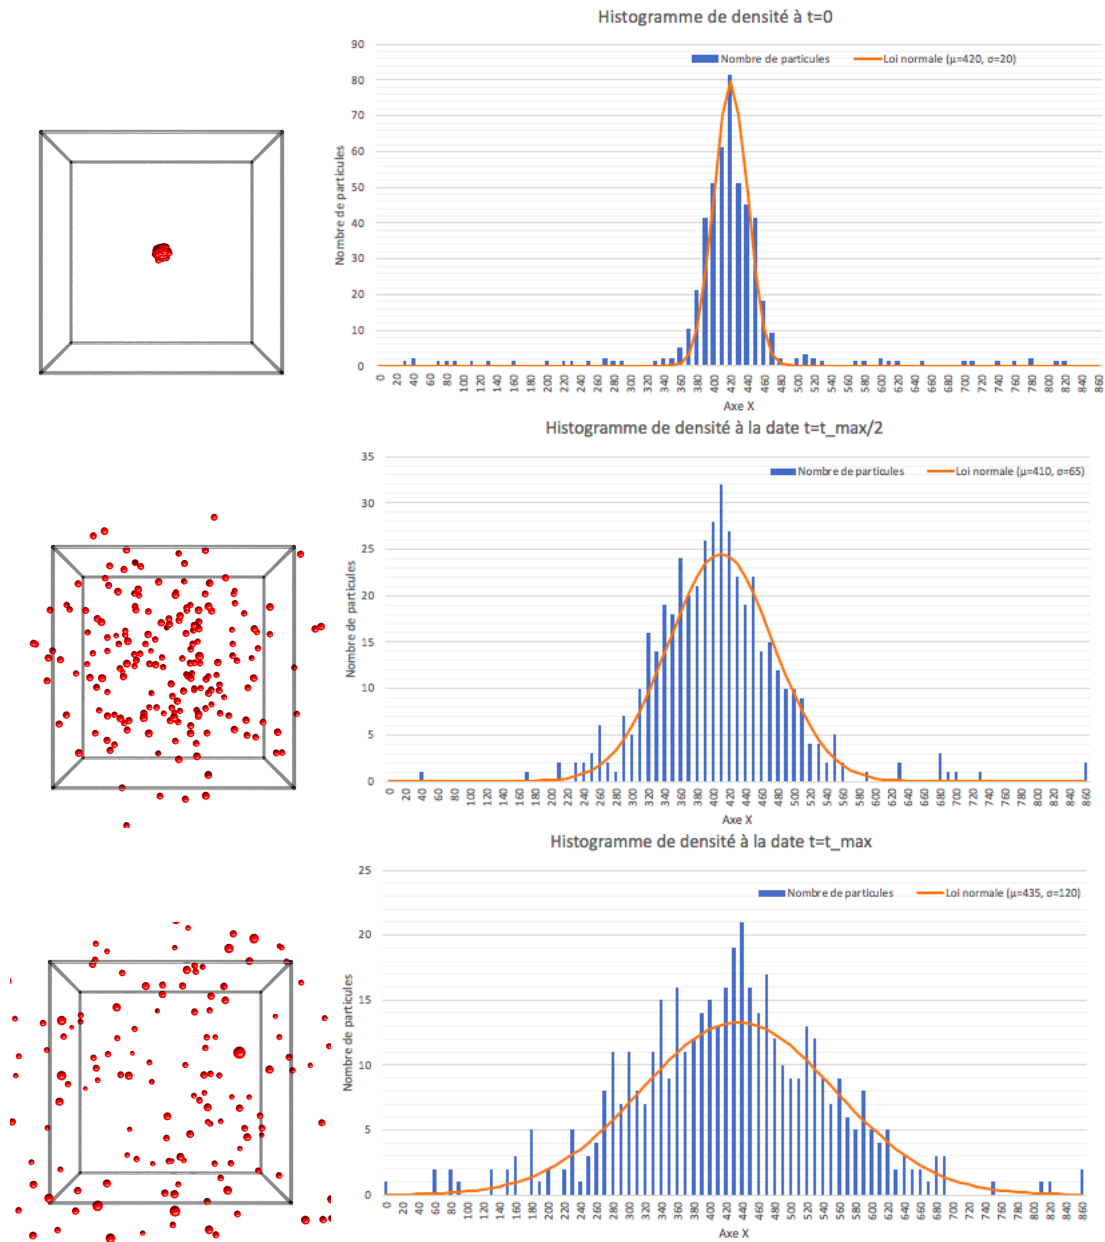 Histogramme de densité à t=0
Nombre de particules
Loi normale (μ=420, σ=20)
Nombre de particules
90
80
70
60
50
40
30
20
10
0
0 20 40 60 80 100 120 140 160 180 200 220 240 260 280 300 320 340 360 380 400 420 440 460 480 500 520 540 560 580 600 620 640 660 680 700 720 740 760 780 800 820 840 860
Axe X
Histogramme de densité à la date t=t_max/2
Nombre de particules
Loi normale (μ=410, σ=65)
Nombre de particules
35
30
25
20
15
10
5
0
0 20 40 60 80 100 120 140 160 180 200 220 240 260 280 300 320 340 360 380 400 420 440 460 480 500 520 540 560 580 600 620 640 660 680 700 720 740 760 780 800 820 840 860
Axe X
Histogramme de densité à la date t=t_max
Nombre de particules
Loi normale (μ=435, σ=120)
Nombre de particules
25
20
15
10
5
0
0 20 40 60 80 100 120 140 160 180 200 220 240 260 280 300 320 340 360 380 400 420 440 460 480 500 520 540 560 580 600 620 640 660 680 700 720 740 760 780 800 820 840 860
Axe X